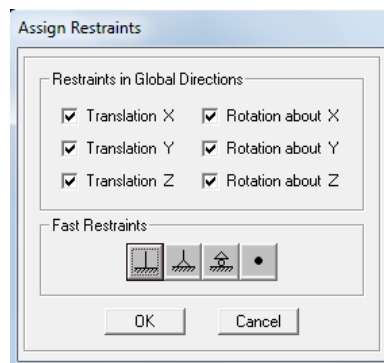 Assign Restraints
Restraints in Global Directions
Translation X Rotation about X
Translation Y Rotation about Y
Translation Z Rotation about Z
Fast Restraints
OK Cancel